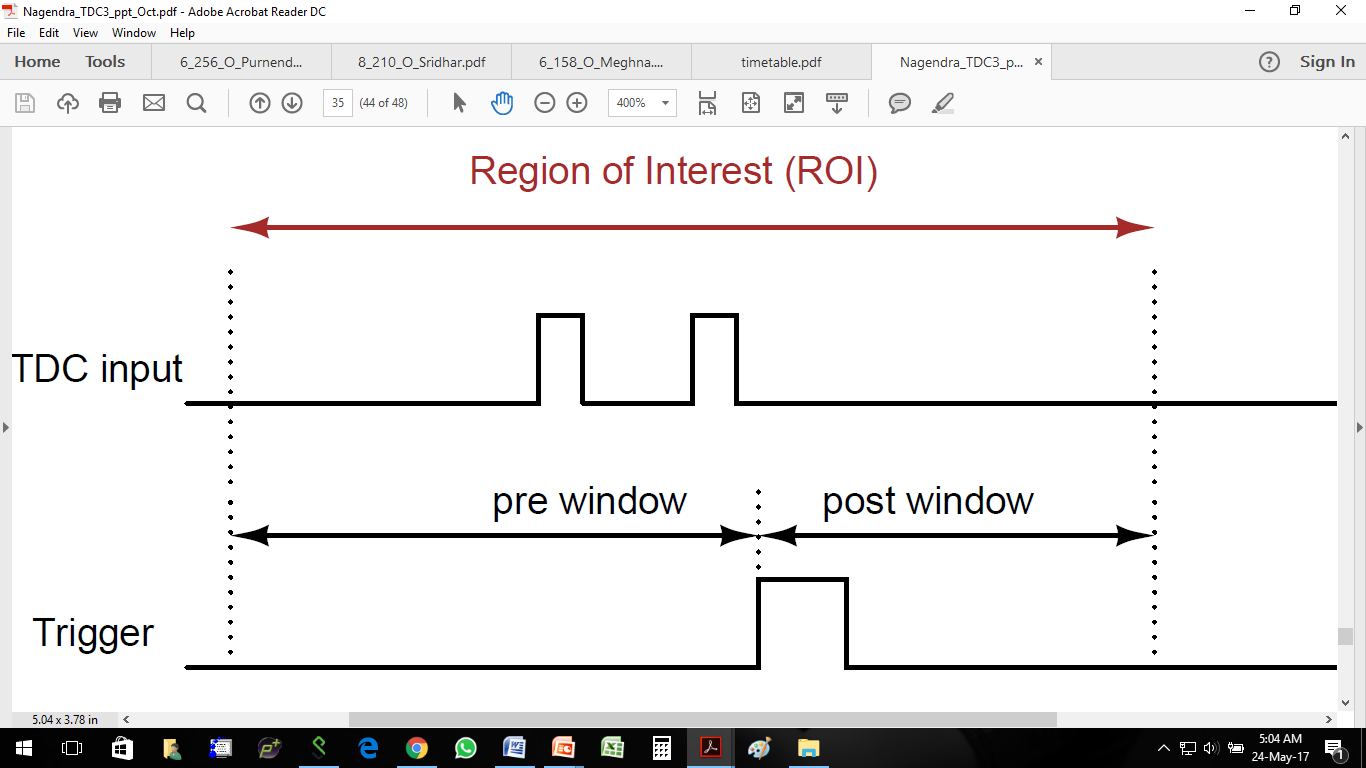 Nagendra_TDC3_ppt_Oct.pdf - Adobe Acrobat Reader DC
File Edit View Window Help
Home Tools 6_256_O_Purnend... 8_210_O_Sridhar.pdf 6_158_O_Meghna.... timetable.pdf Nagendra_TDC3_p... × ? Sign In
35 (44 of 48) 400%
Region of Interest (ROI)
TDC input
pre window post window
Trigger
5.04 x 3.78 in
5:04 AM
24-May-17 1